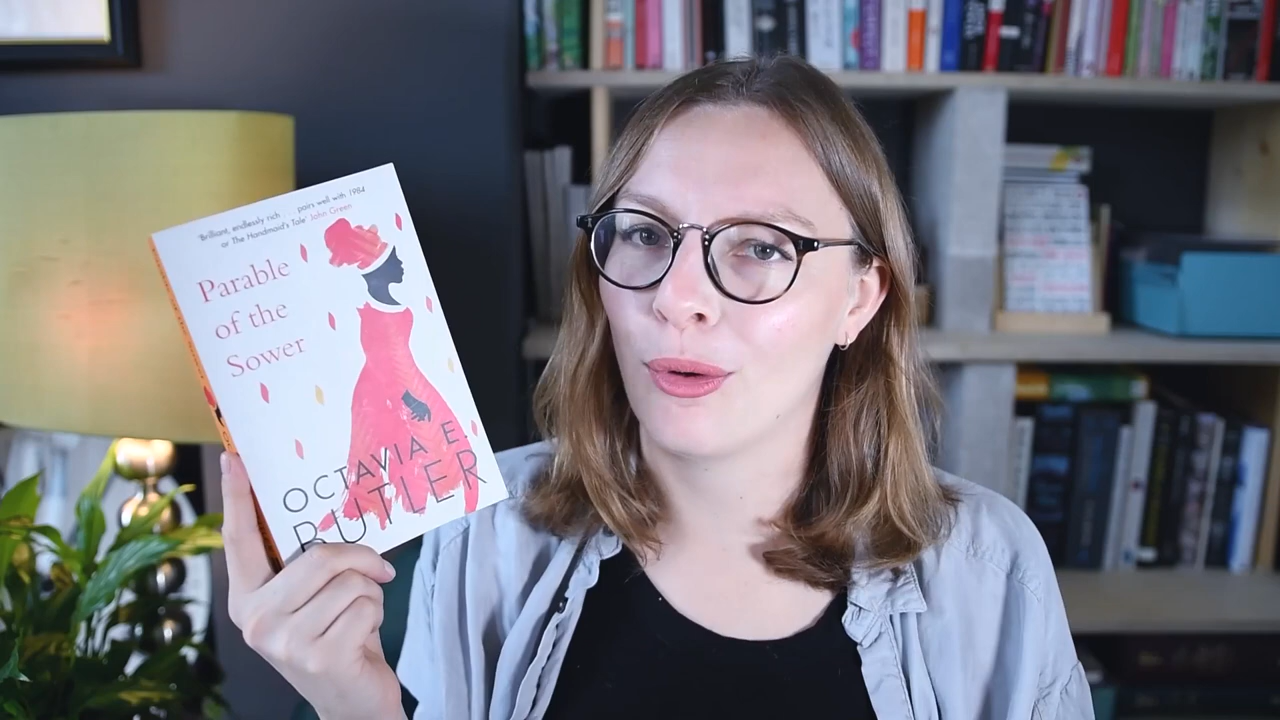 'Brilliant, endlessly rich . . . pairs well with 1984
or The Handmaid's Tale' John Green
Parable
of the
Sower
OCTAVIA E.
BUTLER